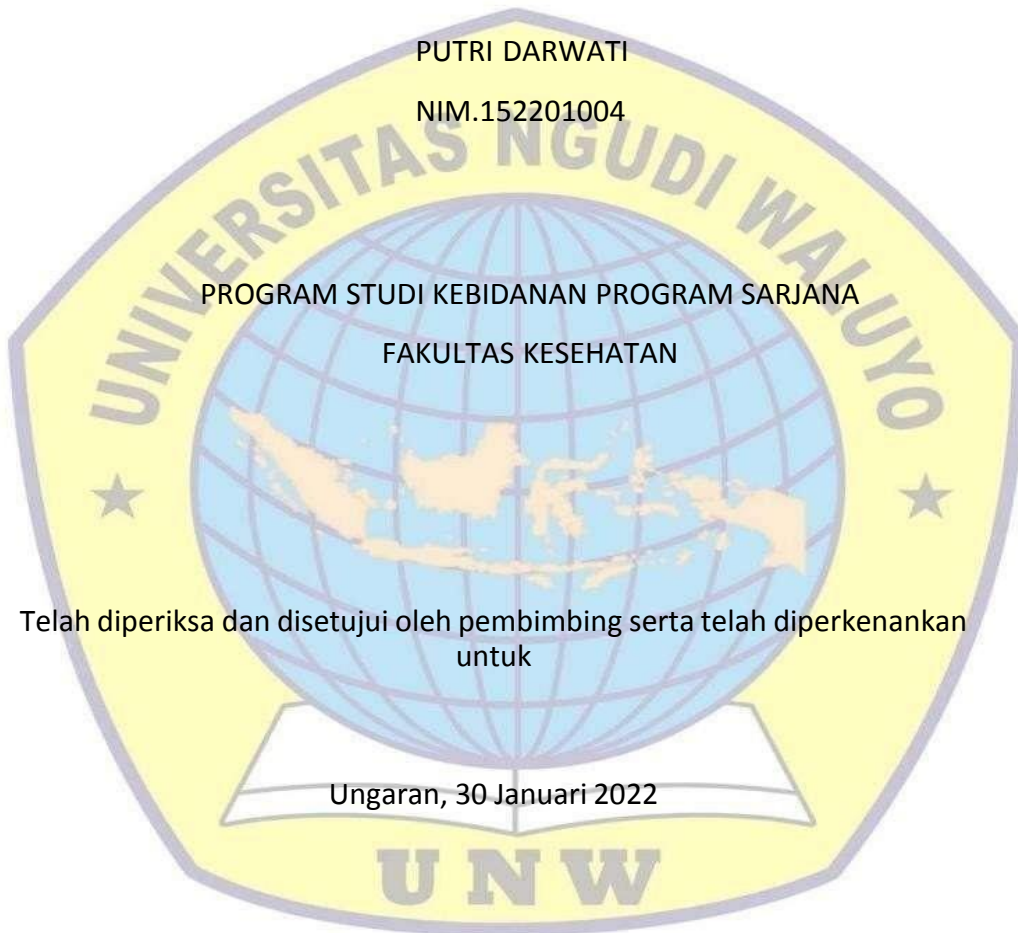 PUTRI DARWATI
NIM.152201004
UNIVERSITAS NGUDI WALUYO
PROGRAM STUDI KEBIDANAN PROGRAM SARJANA
FAKULTAS KESEHATAN
Telah diperiksa dan disetujui oleh pembimbing serta telah diperkenankan
untuk
Ungaran, 30 Januari 2022
UNW